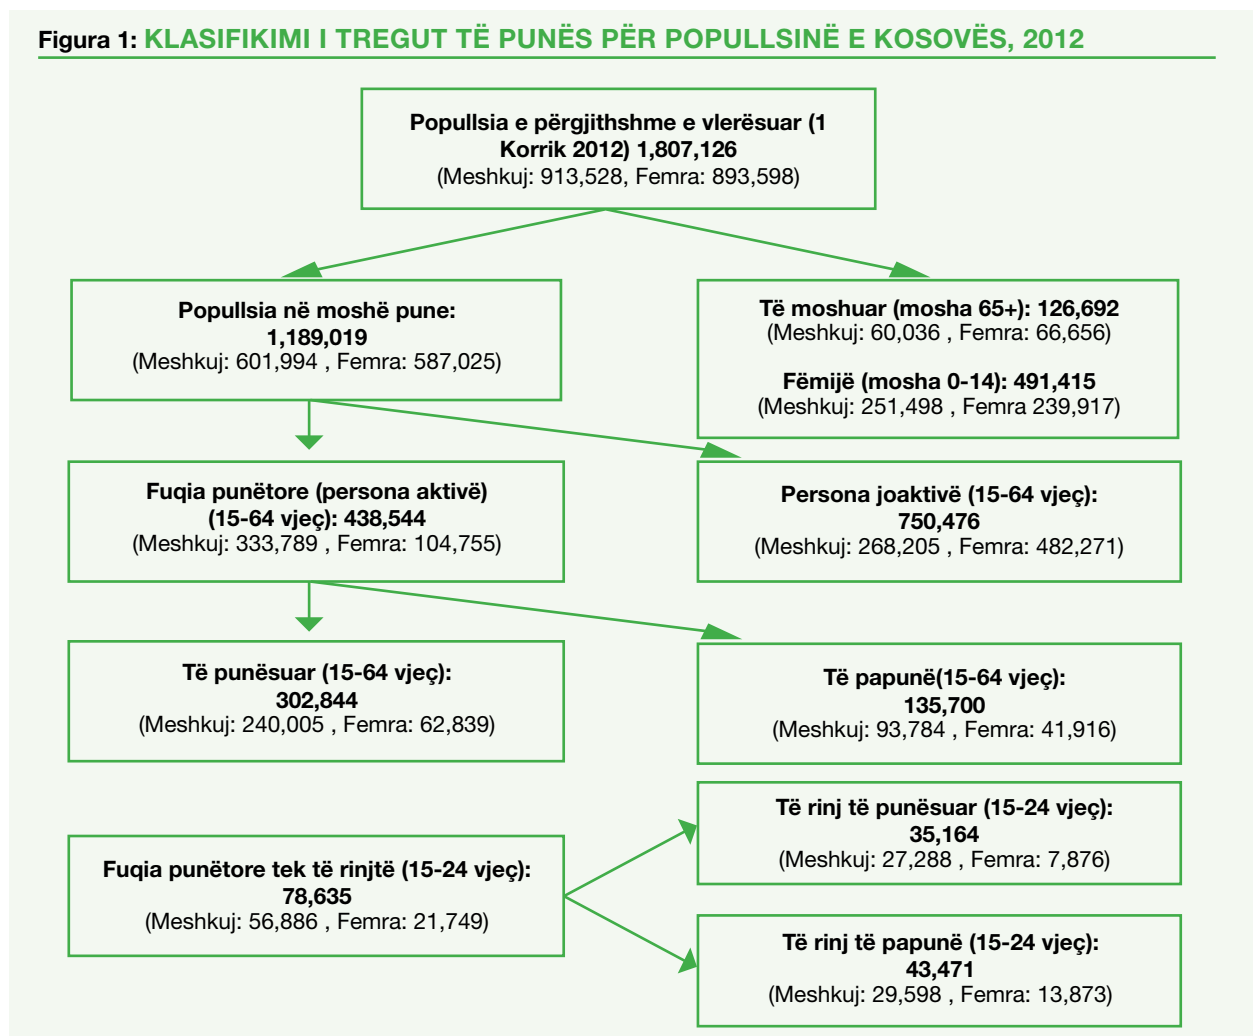 Figura 1: KLASIFIKIMI I TREGUT TË PUNËS PËR POPULLSINË E KOSOVËS, 2012
Popullsia e përgjithshme e vlerësuar (1
Korrik 2012) 1,807,126
(Meshkuj: 913,528, Femra: 893,598)
Popullsia në moshë pune:
1,189,019
(Meshkuj: 601,994 , Femra: 587,025)
Të moshuar (mosha 65+): 126,692
(Meshkuj: 60,036 , Femra: 66,656)
Fëmijë (mosha 0-14): 491,415
(Meshkuj: 251,498 , Femra 239,917)
Fuqia punëtore (persona aktivë)
(15-64 vjeç): 438,544
(Meshkuj: 333,789 , Femra: 104,755)
Persona joaktivë (15-64 vjeç):
750,476
(Meshkuj: 268,205 , Femra: 482,271)
Të punësuar (15-64 vjeç):
302,844
(Meshkuj: 240,005 , Femra: 62,839)
Të papunë(15-64 vjeç):
135,700
(Meshkuj: 93,784 , Femra: 41,916)
Fuqia punëtore tek të rinjtë (15-24 vjeç):
78,635
(Meshkuj: 56,886 , Femra: 21,749)
Të rinj të punësuar (15-24 vjeç):
35,164
(Meshkuj: 27,288 , Femra: 7,876)
Të rinj të papunë (15-24 vjeç):
43,471
(Meshkuj: 29,598 , Femra: 13,873)